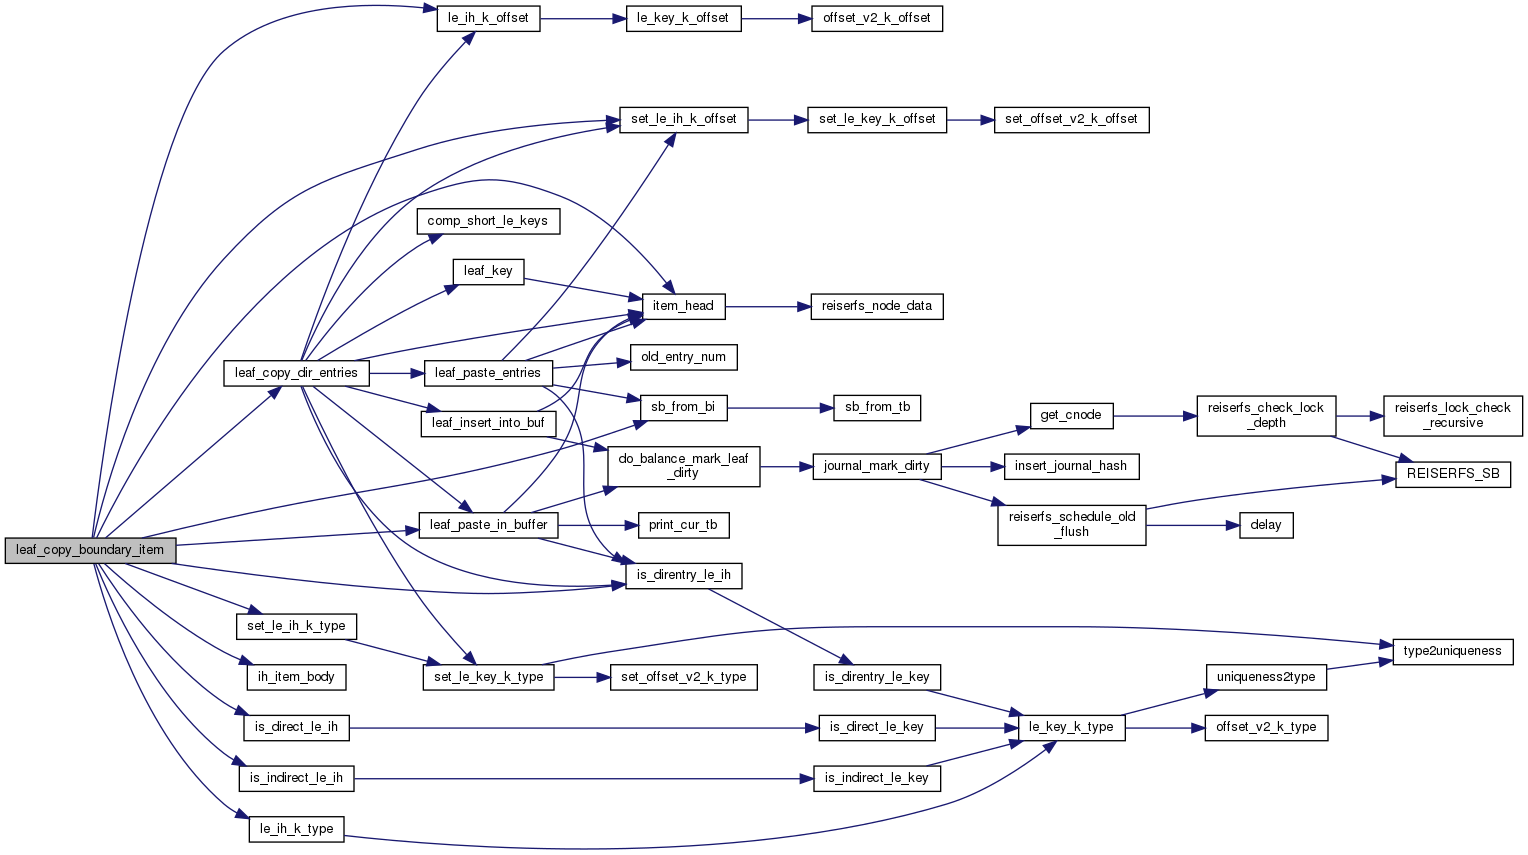 le_ih_k_offset
le_key_k_offset
offset_v2_k_offset
set_le_ih_k_offset
set_le_key_k_offset
set_offset_v2_k_offset
comp_short_le_keys
leaf_key
item_head
reiserfs_node_data
old_entry_num
leaf_copy_dir_entries
leaf_paste_entries
sb_from_bi
sb_from_tb
get_cnode
reiserfs_check_lock
_depth
reiserfs_lock_check
_recursive
leaf_insert_into_buf
do_balance_mark_leaf
_dirty
journal_mark_dirty
insert_journal_hash
REISERFS_SB
leaf_paste_in_buffer
print_cur_tb
reiserfs_schedule_old
_flush
delay
leaf_copy_boundary_item
is_direntry_le_ih
set_le_ih_k_type
type2uniqueness
ih_item_body
set_le_key_k_type
set_offset_v2_k_type
is_direntry_le_key
uniqueness2type
is_direct_le_ih
is_direct_le_key
le_key_k_type
offset_v2_k_type
is_indirect_le_ih
is_indirect_le_key
le_ih_k_type